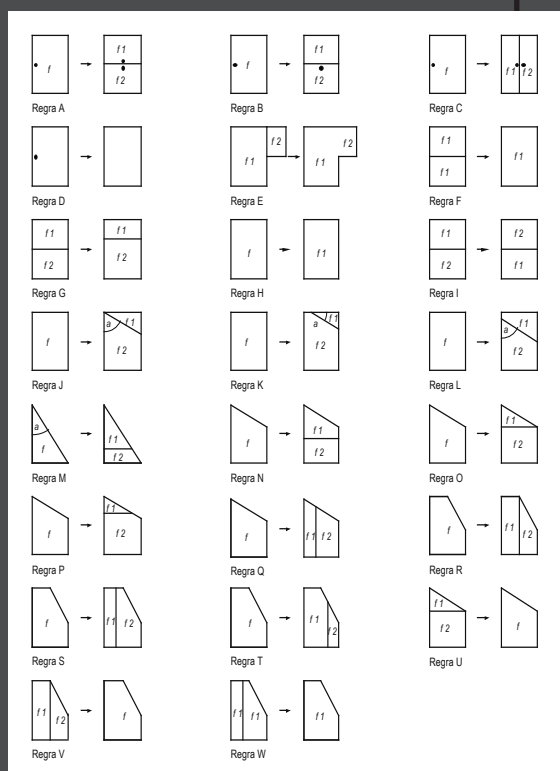 f
f1
f2
Regra A
f
f1
f2
Regra B
f
f1 f2
Regra C
Regra D
f1
f2
f1
f2
Regra E
f1
f1
f1
Regra F
f1
f2
f1
f2
Regra G
f
f1
Regra H
f1
f2
f2
f1
Regra I
f
a
f1
f2
Regra J
f
a
f1
f2
Regra K
f
a
f1
f2
Regra L
a
f
f1
f2
Regra M
f
f1
f2
Regra N
f
f1
f2
Regra O
f
f1
f2
Regra P
f
f1 f2
Regra Q
f
f1 f2
Regra R
f
f1 f2
Regra S
f
f1
f2
Regra T
f1
f2
f
Regra U
f1 f2
f
Regra V
f1 f1
f1
Regra W